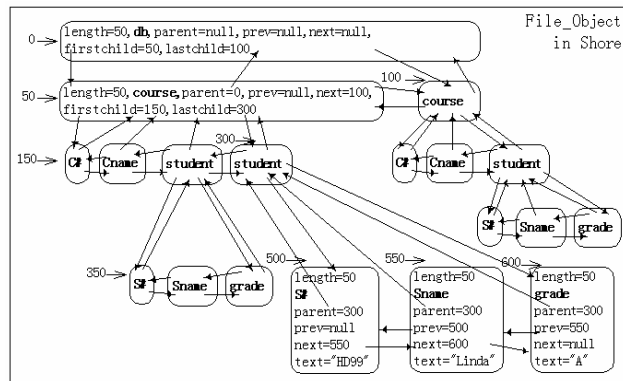 File_Object
in Shore
0
length=50, db, parent=null, prev=null, next=null,
firstchild=50, lastchild=100
50
length=50, course, parent=0, prev=null, next=100,
firstchild=150, lastchild=300
100
course
150
C#
Cname
student
300
student
C#
Cname
student
S#
Sname
grade
350
S#
Sname
grade
500
length=50
S#
parent=300
prev=null
next=550
text="HD99"
550
length=50
Sname
parent=300
prev=500
next=600
text="Linda"
600
length=50
grade
parent=300
prev=550
next=null
text="A"